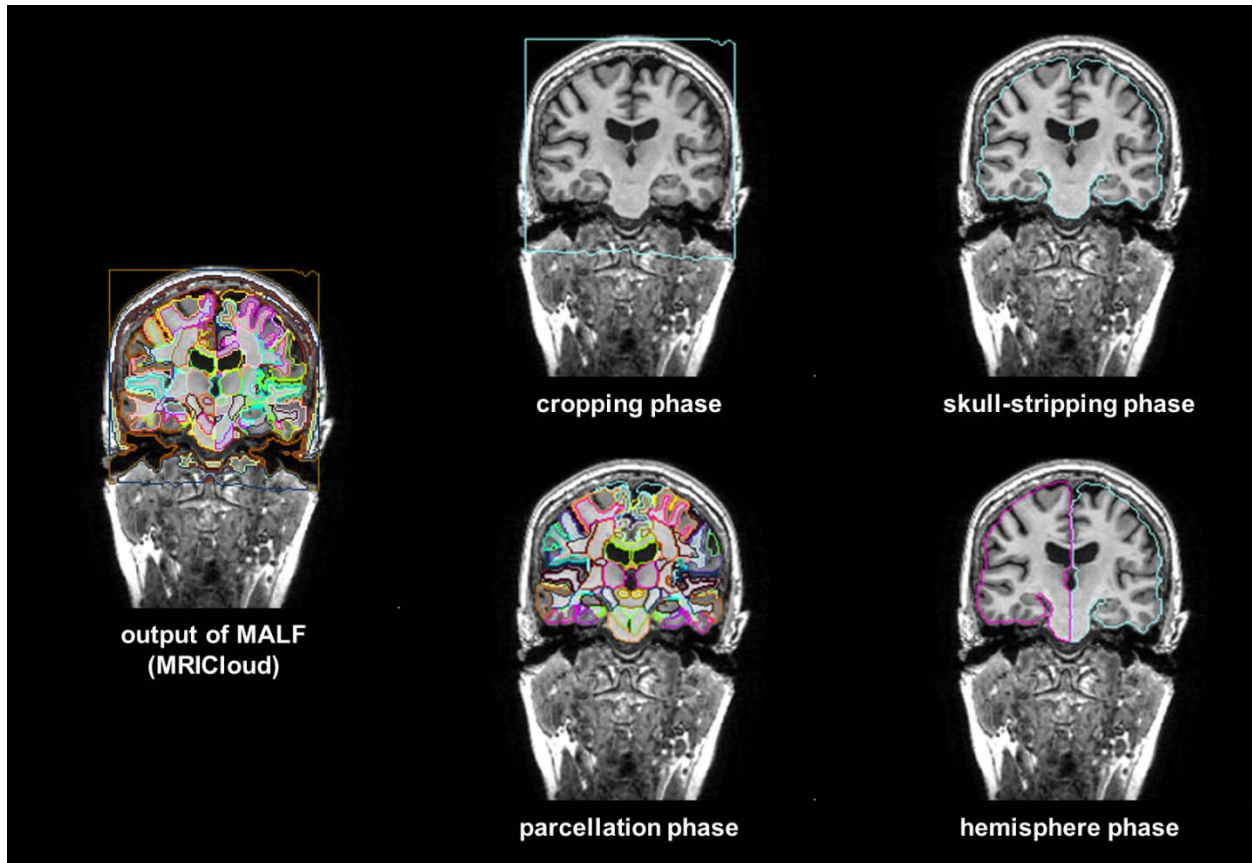 cropping phase
skull-stripping phase
output of MALF
(MRICloud)
parcellation phase
hemisphere phase